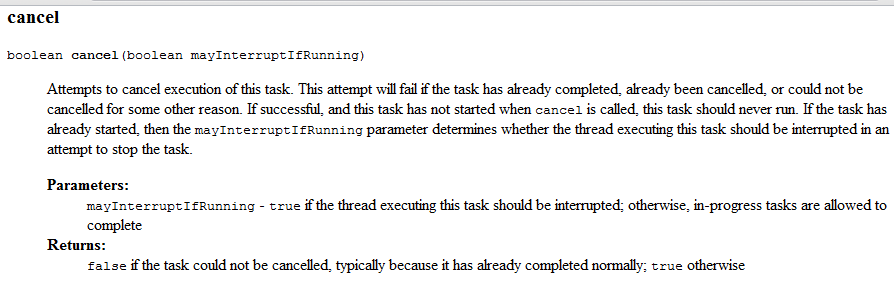 cancel
boolean cancel(boolean mayInterruptIfRunning)
Attempts to cancel execution of this task. This attempt will fail if the task has already completed, already been cancelled, or could not be
cancelled for some other reason. If successful, and this task has not started when cancel is called, this task should never run. If the task has
already started, then the mayInterruptIfRunning parameter determines whether the thread executing this task should be interrupted in an
attempt to stop the task.
Parameters:
mayInterruptIfRunning - true if the thread executing this task should be interrupted; otherwise, in-progress tasks are allowed to
complete
Returns:
false if the task could not be cancelled, typically because it has already completed normally; true otherwise